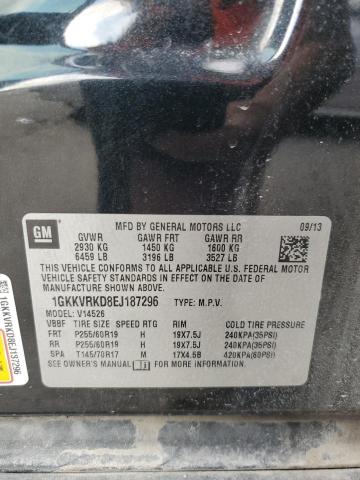 GM
MFD BY GENERAL MOTORS LLC 09/13
GVWR GAWR FRT GAWR RR
2930 KG 1450 KG 1600 KG
6459 LB 3196 LB 3527 LB
THIS VEHICLE CONFORMS TO ALL APPLICABLE U.S. FEDERAL MOTOR
VEHICLE SAFETY STANDARDS IN EFFECT ON THE DATE OF
MANUFACTURE SHOWN ABOVE.
1GKKVRKD8EJ187296 TYPE: M.P.V.
MODEL: V14526
VBBF TIRE SIZE SPEED RTG RIM COLD TIRE PRESSURE
FRT P255/60R19 H 19X7.5J 240KPA(35PSI)
RR P255/60R19 H 19X7.5J 240KPA(35PSI)
SPA T145/70R17 M 17X4.5B 420KPA(60PSI)
SEE OWNER'S MANUAL FOR MORE INFORMATION
1GKKVRKD8EJ187296